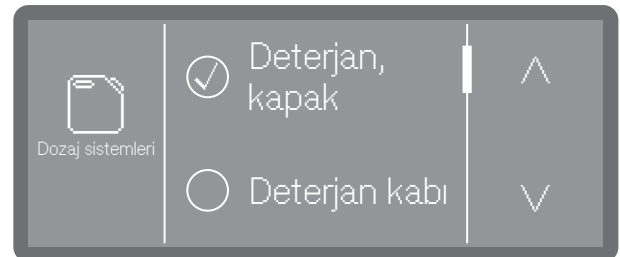 Dozaj sistemleri
Deterjan,
kapak
Deterjan kabı